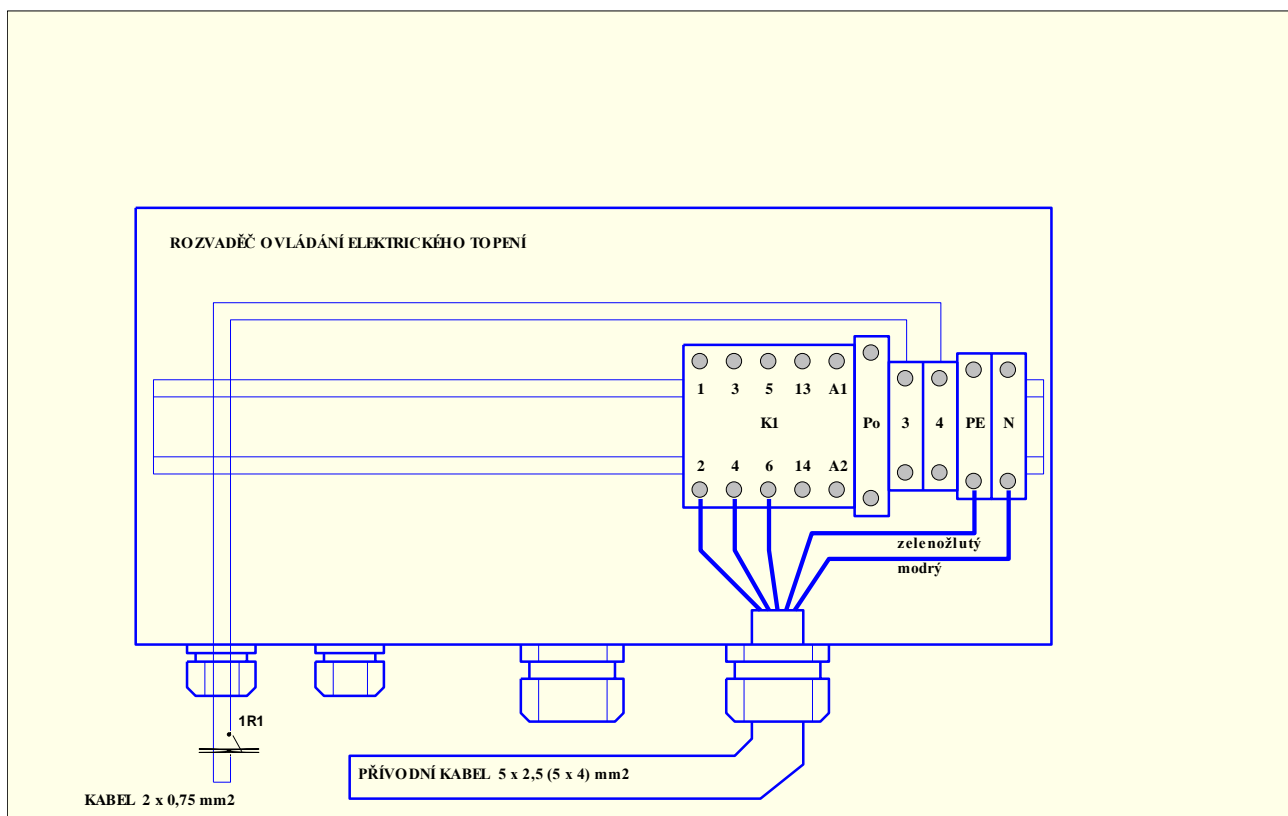 ROZVADĚČ OVLÁDÁNÍ ELEKTRICKÉHO TOPENÍ
1 3 5 13 A1
K1 Po 3 4 PE N
2 4 6 14 A2
zelenožlutý
modrý
1R1
PŘÍVODNÍ KABEL 5 x 2,5 (5 x 4) mm2
KABEL 2 x 0,75 mm2